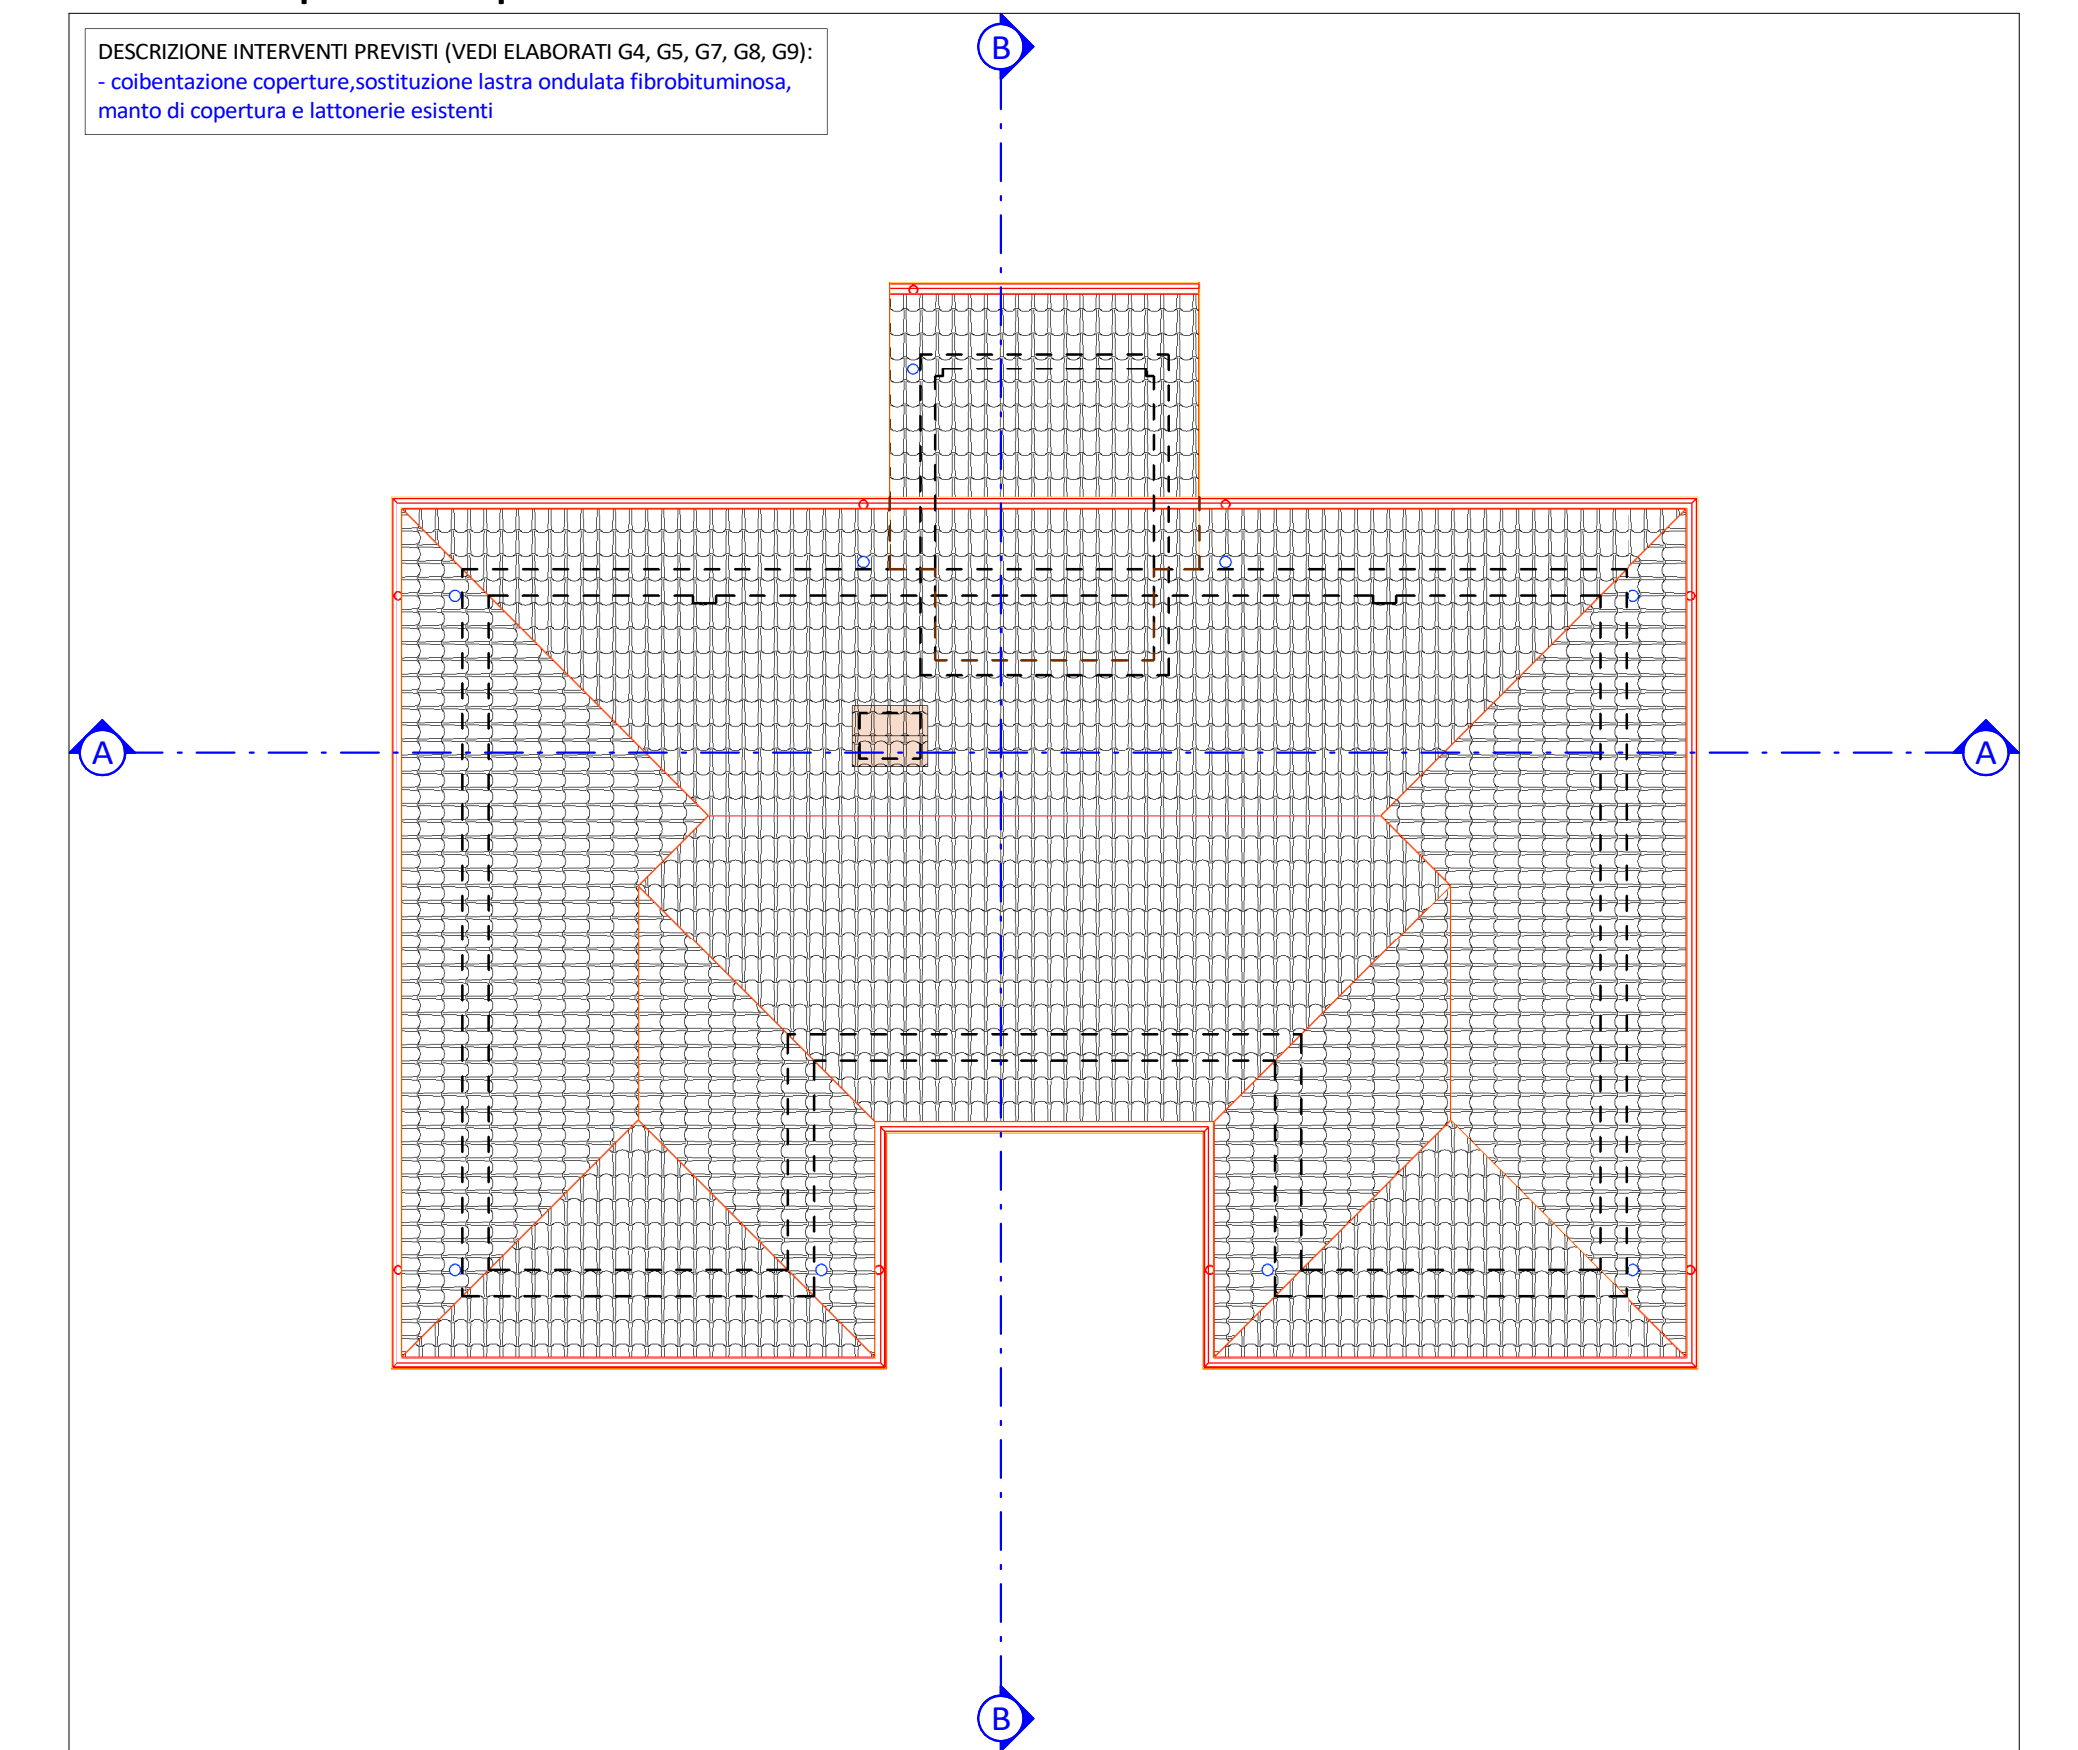 DESCRIZIONE INTERVENTI PREVISTI (VEDI ELABORATI G4, G5, G7, G8, G9):
- coibentazione coperture,sostituzione lastra ondulata fibrobituminosa,
manto di copertura e lattonerie esistenti
B
A
A
B